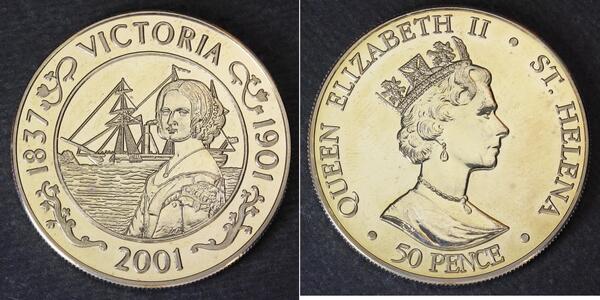 VICTORIA
1837
1901
2001
QUEEN ELIZABETH II • ST. HELENA •
• 50 PENCE